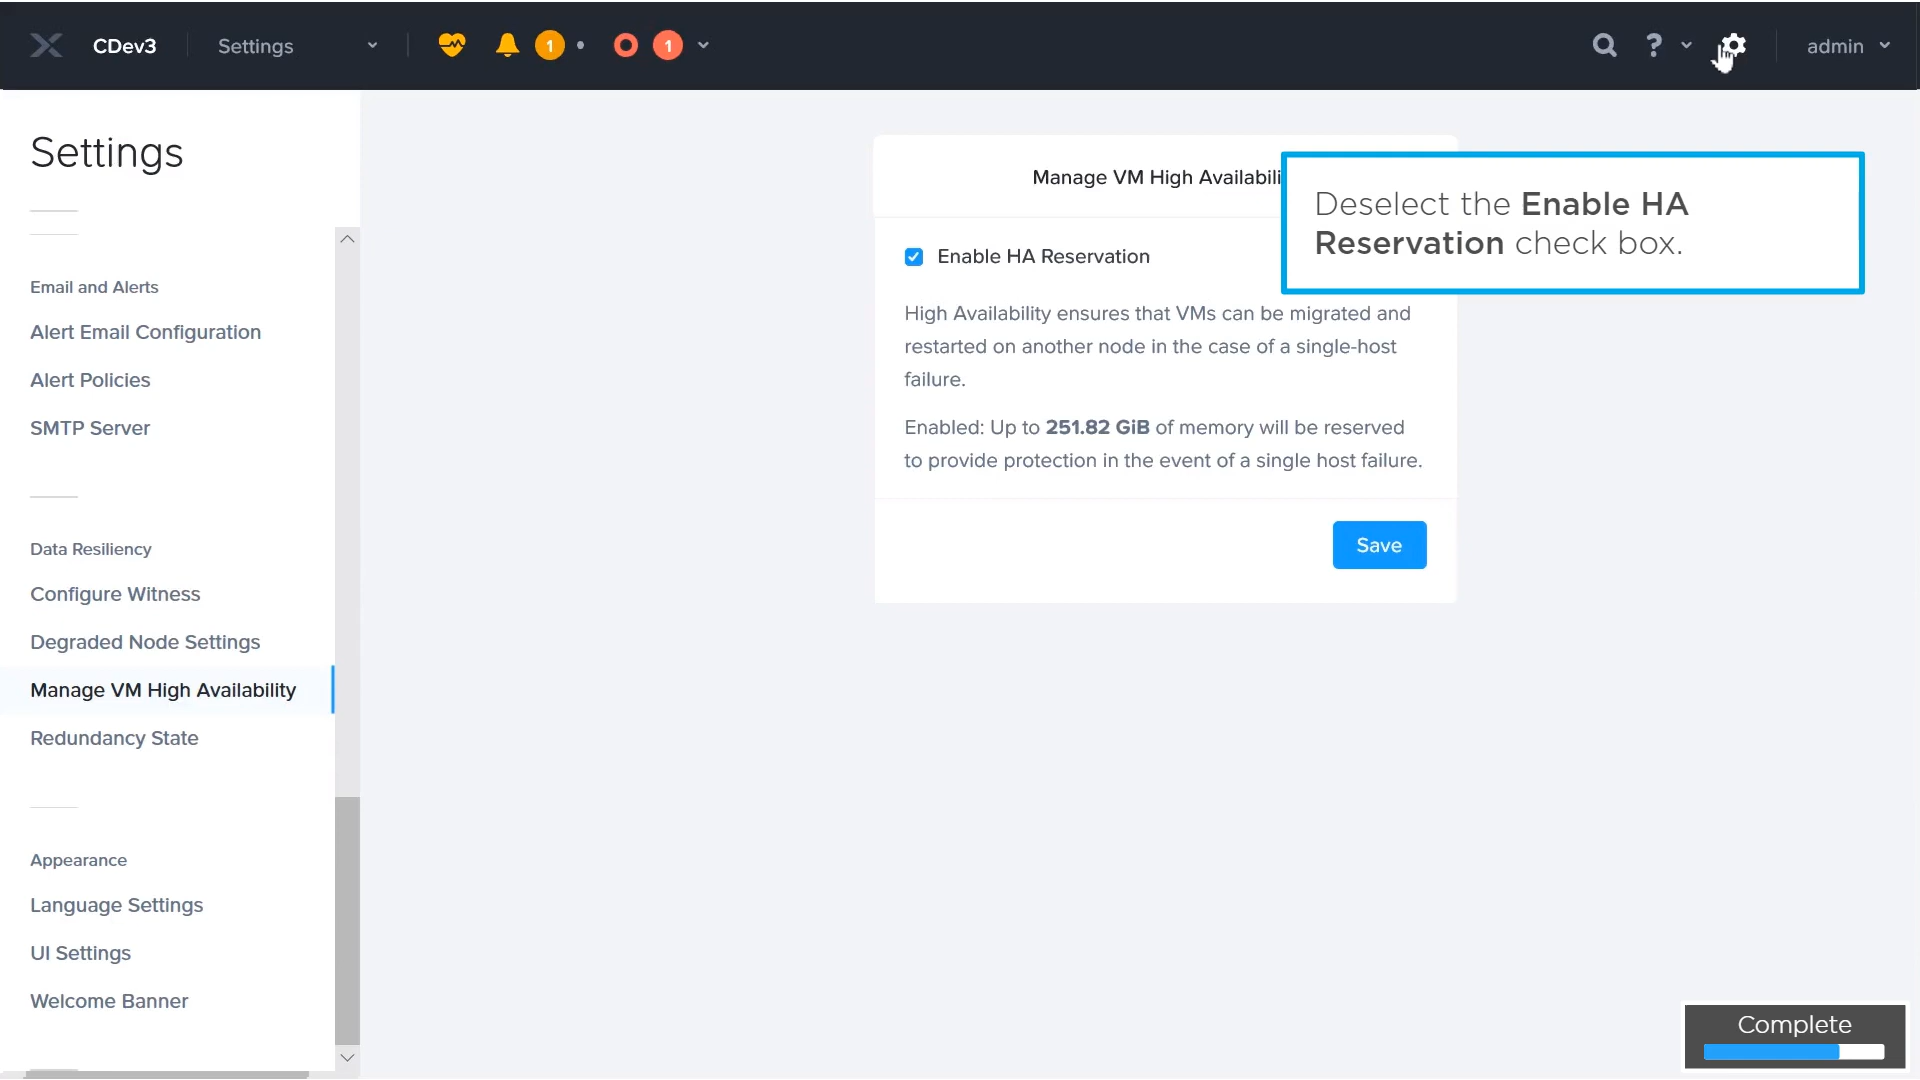 CDev3
Settings
1
1
?
admin
Settings
Email and Alerts
Alert Email Configuration
Alert Policies
SMTP Server
Data Resiliency
Configure Witness
Degraded Node Settings
Manage VM High Availability
Redundancy State
Appearance
Language Settings
UI Settings
Welcome Banner
Manage VM High Availabili
Enable HA Reservation
High Availability ensures that VMs can be migrated and
restarted on another node in the case of a single-host
failure.
Enabled: Up to 251.82 GiB of memory will be reserved
to provide protection in the event of a single host failure.
Save
Deselect the Enable HA
Reservation check box.
Complete